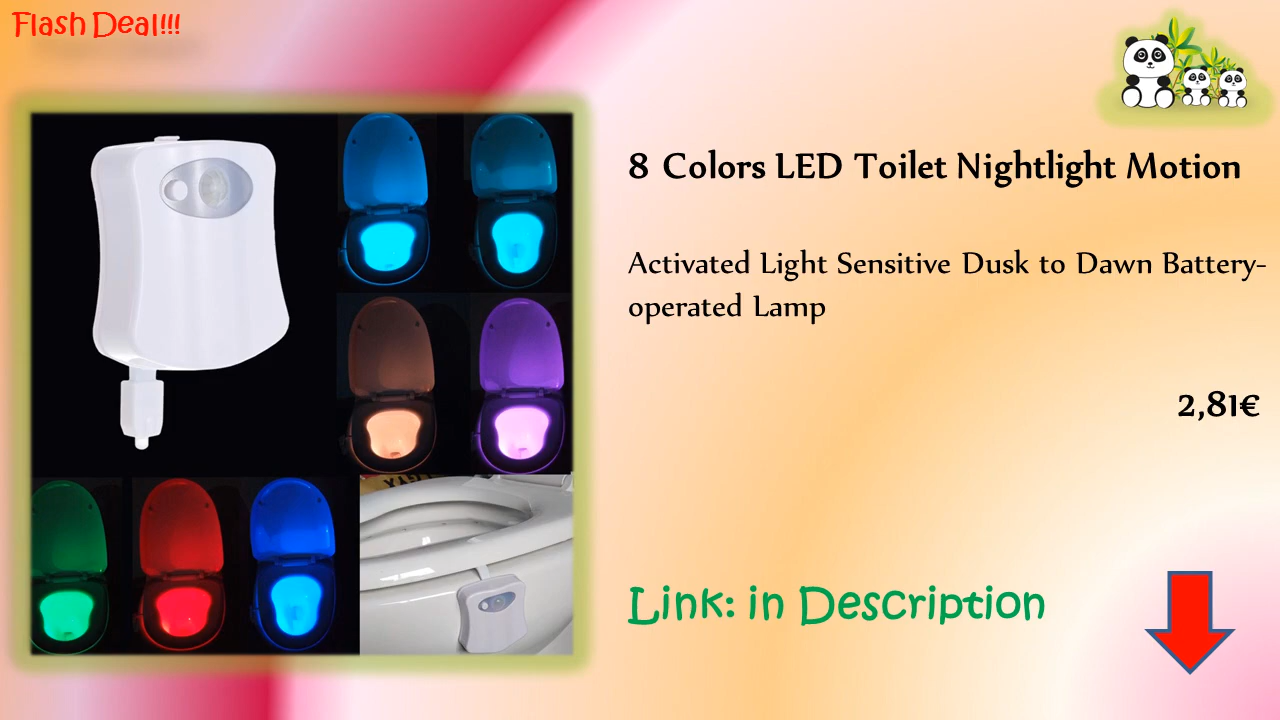 Flash Deal!!!
8 Colors LED Toilet Nightlight Motion
Activated Light Sensitive Dusk to Dawn Battery-
operated Lamp
2,81€
Link: in Description